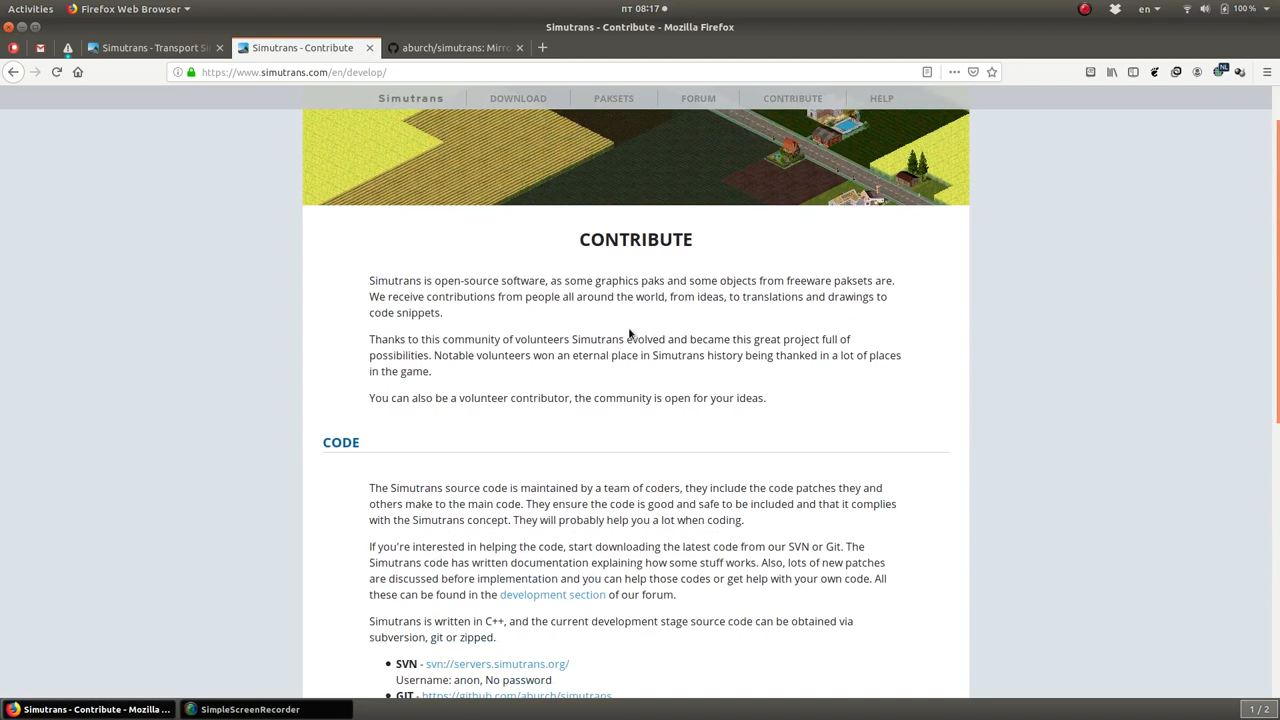 Activities Firefox Web Browser пт 08:17 en 100 %
Simutrans - Contribute - Mozilla Firefox
Simutrans - Transport Si Simutrans - Contribute aburch/simutrans: Mirro
https://www.simutrans.com/en/develop/ NL
Simutrans DOWNLOAD PAKSETS FORUM CONTRIBUTE HELP
CONTRIBUTE
Simutrans is open-source software, as some graphics paks and some objects from freeware paksets are.
We receive contributions from people all around the world, from ideas, to translations and drawings to
code snippets.
Thanks to this community of volunteers Simutrans evolved and became this great project full of
possibilities. Notable volunteers won an eternal place in Simutrans history being thanked in a lot of places
in the game.
You can also be a volunteer contributor, the community is open for your ideas.
CODE
The Simutrans source code is maintained by a team of coders, they include the code patches they and
others make to the main code. They ensure the code is good and safe to be included and that it complies
with the Simutrans concept. They will probably help you a lot when coding.
If you're interested in helping the code, start downloading the latest code from our SVN or Git. The
Simutrans code has written documentation explaining how some stuff works. Also, lots of new patches
are discussed before implementation and you can help those codes or get help with your own code. All
these can be found in the development section of our forum.
Simutrans is written in C++, and the current development stage source code can be obtained via
subversion, git or zipped.
• SVN - svn://servers.simutrans.org/
Username: anon, No password
• GIT - https://github.com/aburch/simutrans
Simutrans - Contribute - Mozilla ... SimpleScreenRecorder 1 / 2